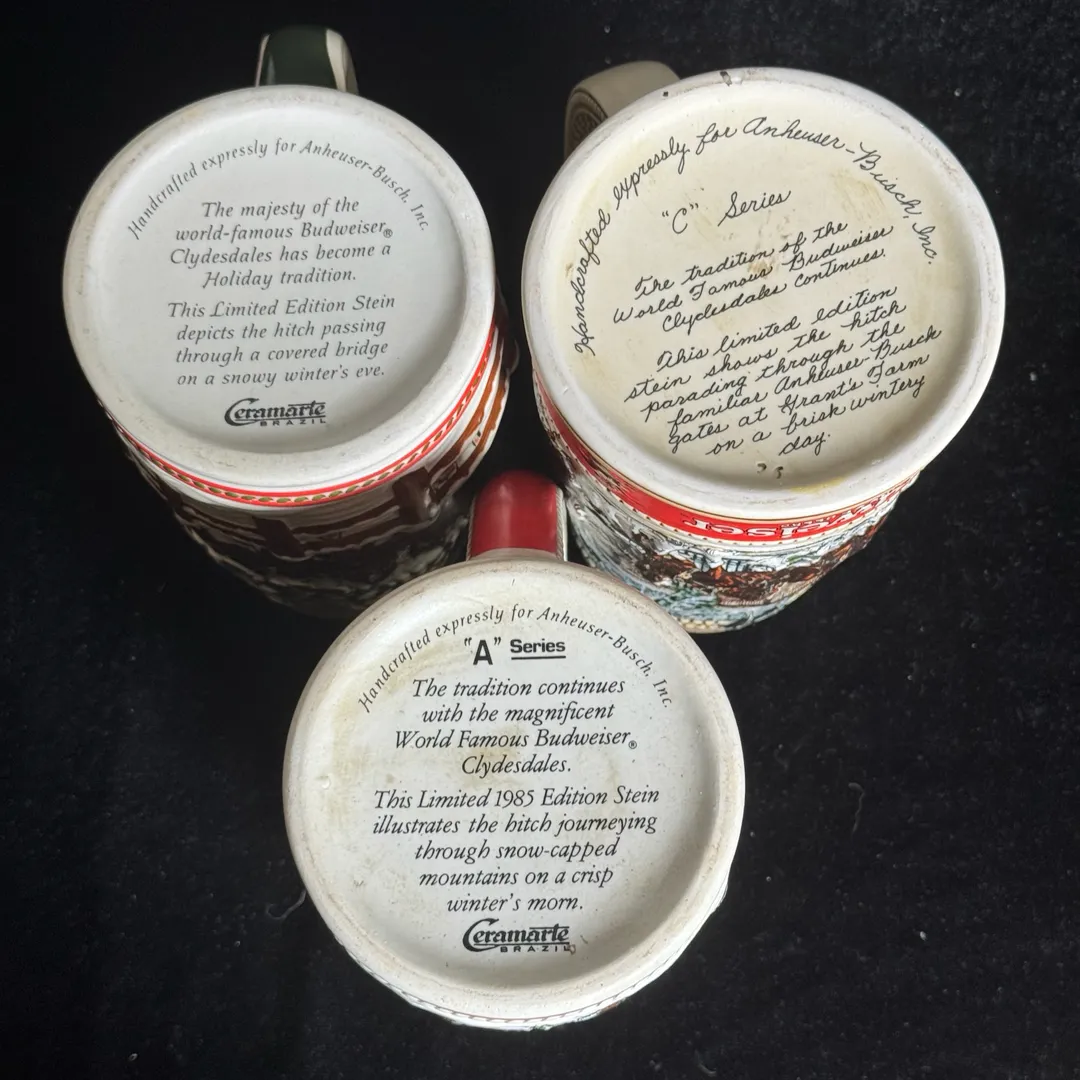 Handcrafted expressly for Anheuser-Busch, Inc.
The majesty of the
world-famous Budweiser®
Clydesdales has become a
Holiday tradition.
This Limited Edition Stein
depicts the hitch passing
through a covered bridge
on a snowy winter's eve.
Ceramarte
BRAZIL
Handcrafted expressly for Anheuser-Busch, Inc.
"C" Series
The tradition of the
World Famous Budweiser
Clydesdales continues.
This limited edition
stein shows the hitch
parading through the
familiar Anheuser-Busch
gates at Grant's Farm
on a brisk wintery
day.
Handcrafted expressly for Anheuser-Busch, Inc.
"A" Series
The tradition continues
with the magnificent
World Famous Budweiser®
Clydesdales.
This Limited 1985 Edition Stein
illustrates the hitch journeying
through snow-capped
mountains on a crisp
winter's morn.
Ceramarte
BRAZIL